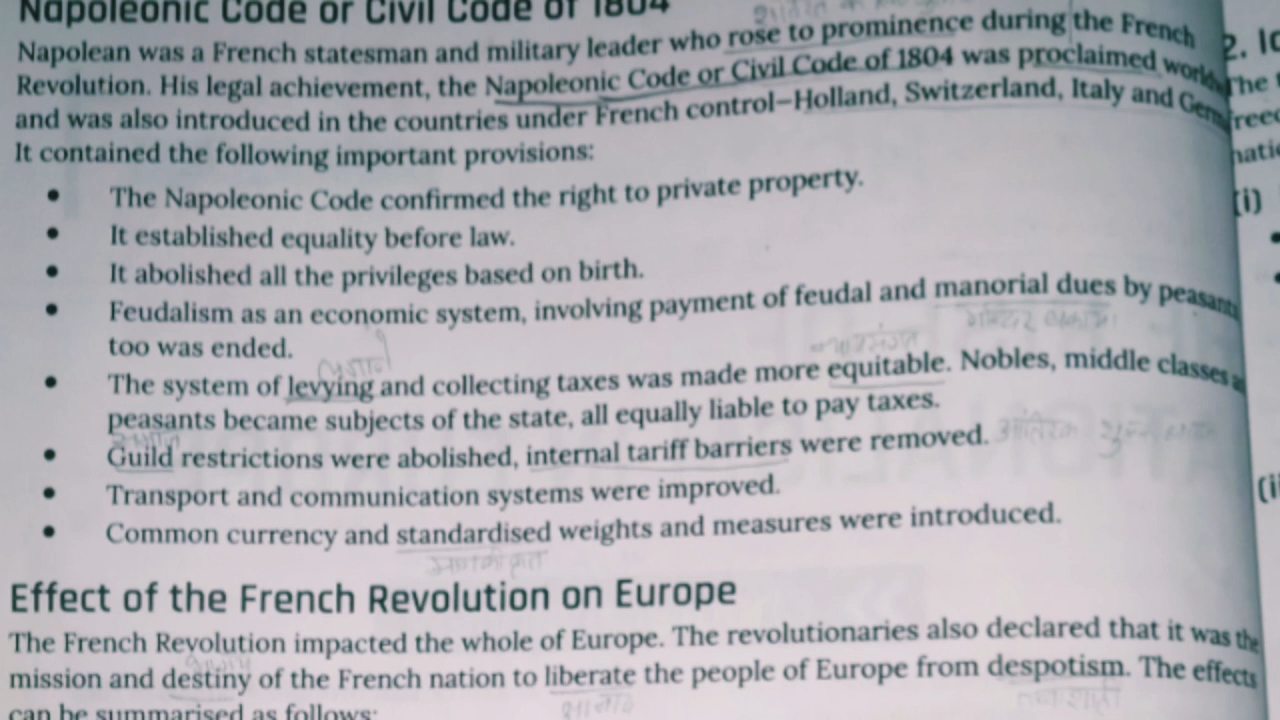 Napoleonic Code or Civil Code of 1804
Napolean was a French statesman and military leader who rose to prominence during the French
Revolution. His legal achievement, the Napoleonic Code or Civil Code of 1804 was proclaimed
and was also introduced in the countries under French control–Holland, Switzerland, Italy and
It contained the following important provisions:
• The Napoleonic Code confirmed the right to private property.
• It established equality before law.
• It abolished all the privileges based on birth.
• Feudalism as an economic system, involving payment of feudal and manorial dues by peasants
too was ended.
• The system of levying and collecting taxes was made more equitable. Nobles, middle classes
peasants became subjects of the state, all equally liable to pay taxes.
• Guild restrictions were abolished, internal tariff barriers were removed.
• Transport and communication systems were improved.
• Common currency and standardised weights and measures were introduced.
Effect of the French Revolution on Europe
The French Revolution impacted the whole of Europe. The revolutionaries also declared that it was the
mission and destiny of the French nation to liberate the people of Europe from despotism. The effects
can be summarised as follows:
2.
(i)